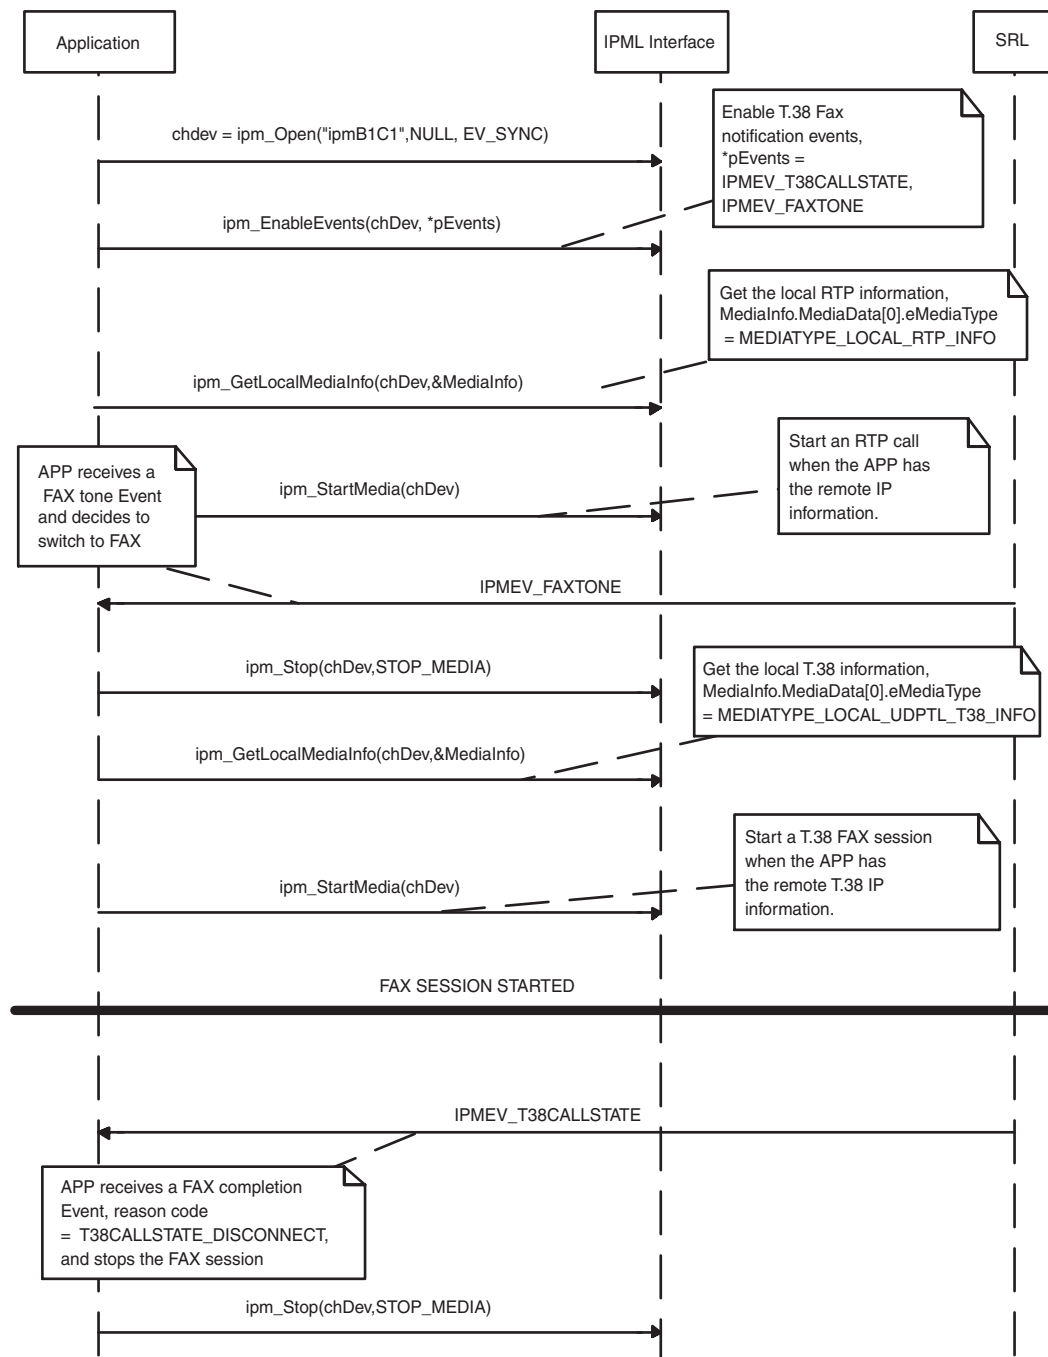 Application
IPML Interface
SRL
Enable T.38 Fax
notification events,
*pEvents =
IPMEV_T38CALLSTATE,
IPMEV_FAXTONE
chdev = ipm_Open("ipmB1C1",NULL, EV_SYNC)
ipm_EnableEvents(chDev, *pEvents)
Get the local RTP information,
MediaInfo.MediaData[0].eMediaType
= MEDIATYPE_LOCAL_RTP_INFO
ipm_GetLocalMediaInfo(chDev,&MediaInfo)
Start an RTP call
when the APP has
the remote IP
information.
APP receives a
FAX tone Event
and decides to
switch to FAX
ipm_StartMedia(chDev)
IPMEV_FAXTONE
ipm_Stop(chDev,STOP_MEDIA)
Get the local T.38 information,
MediaInfo.MediaData[0].eMediaType
= MEDIATYPE_LOCAL_UDPTL_T38_INFO
ipm_GetLocalMediaInfo(chDev,&MediaInfo)
Start a T.38 FAX session
when the APP has
the remote T.38 IP
information.
ipm_StartMedia(chDev)
FAX SESSION STARTED
IPMEV_T38CALLSTATE
APP receives a FAX completion
Event, reason code
= T38CALLSTATE_DISCONNECT,
and stops the FAX session
ipm_Stop(chDev,STOP_MEDIA)